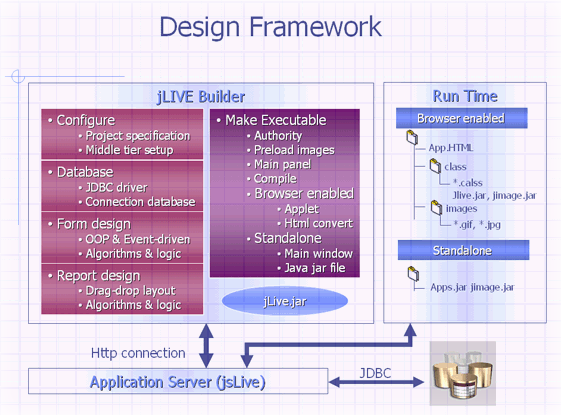 Design Framework
jLIVE Builder
• Configure
• Project specification
• Middle tier setup
• Database
• JDBC driver
• Connection database
• Form design
• OOP & Event-driven
• Algorithms & logic
• Report design
• Drag-drop layout
• Algorithms & logic
• Make Executable
• Authority
• Preload images
• Main panel
• Compile
• Browser enabled
• Applet
• Html convert
• Standalone
• Main window
• Java jar file
jLive.jar
Run Time
Browser enabled
App.HTML
class
*.calss
Jlive.jar, jimage.jar
images
*.gif, *.jpg
Standalone
Apps.jar jimage.jar
Http connection
Application Server (jsLive)
JDBC